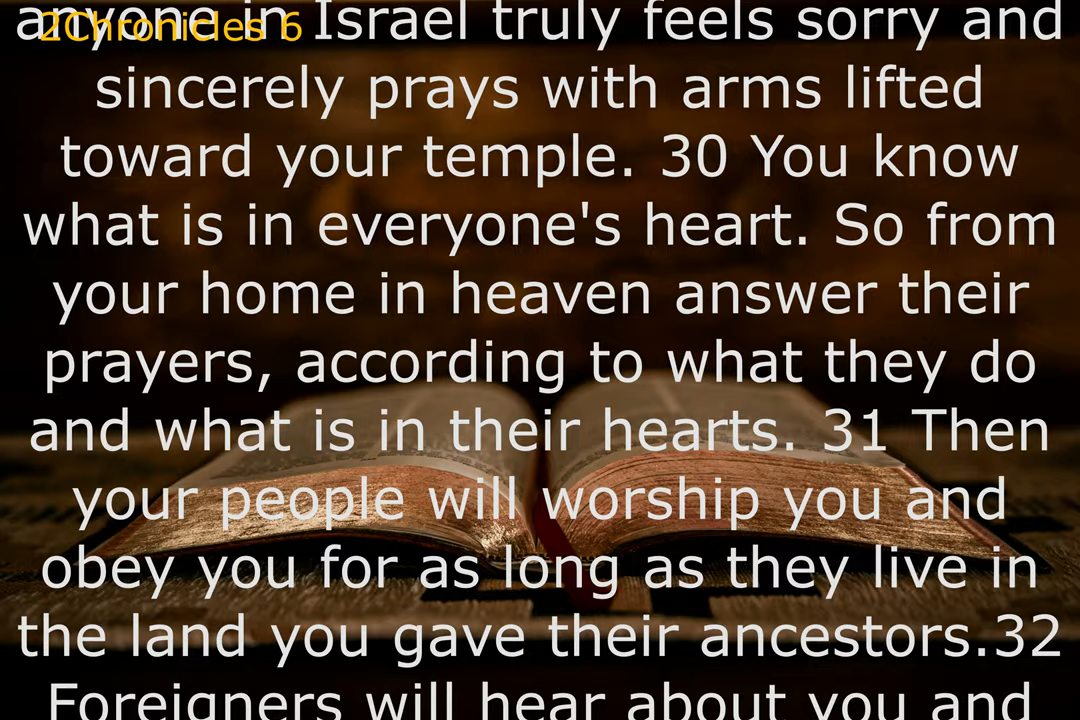 2Chronicles 6
anyone in Israel truly feels sorry and
sincerely prays with arms lifted
toward your temple. 30 You know
what is in everyone's heart. So from
your home in heaven answer their
prayers, according to what they do
and what is in their hearts. 31 Then
your people will worship you and
obey you for as long as they live in
the land you gave their ancestors.32
Foreigners will hear about you and